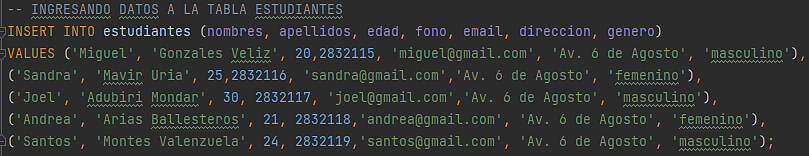 -- INGRESANDO DATOS A LA TABLA ESTUDIANTES
INSERT INTO estudiantes (nombres, apellidos, edad, fono, email, direccion, genero)
VALUES ('Miguel', 'Gonzales Veliz', 20,2832115, 'miguel@gmail.com', 'Av. 6 de Agosto', 'masculino'),
('Sandra', 'Mavir Uria', 25,2832116, 'sandra@gmail.com','Av. 6 de Agosto', 'femenino'),
('Joel', 'Adubiri Mondar', 30, 2832117, 'joel@gmail.com','Av. 6 de Agosto', 'masculino'),
('Andrea', 'Arias Ballesteros', 21, 2832118,'andrea@gmail.com', 'Av. 6 de Agosto', 'femenino'),
('Santos', 'Montes Valenzuela', 24, 2832119,'santos@gmail.com', 'Av. 6 de Agosto', 'masculino');